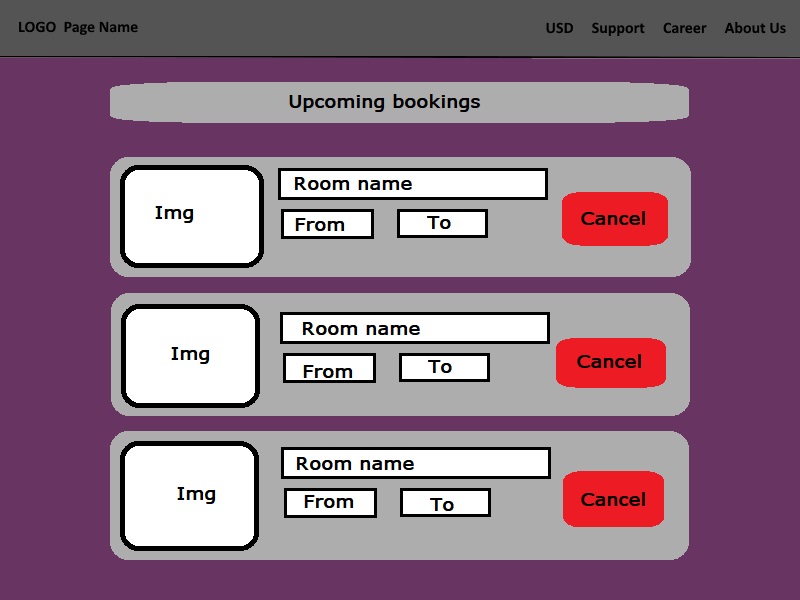 LOGO Page Name USD Support Career About Us
Upcoming bookings
Img
Room name
From To
Cancel
Img
Room name
From To
Cancel
Img
Room name
From To
Cancel